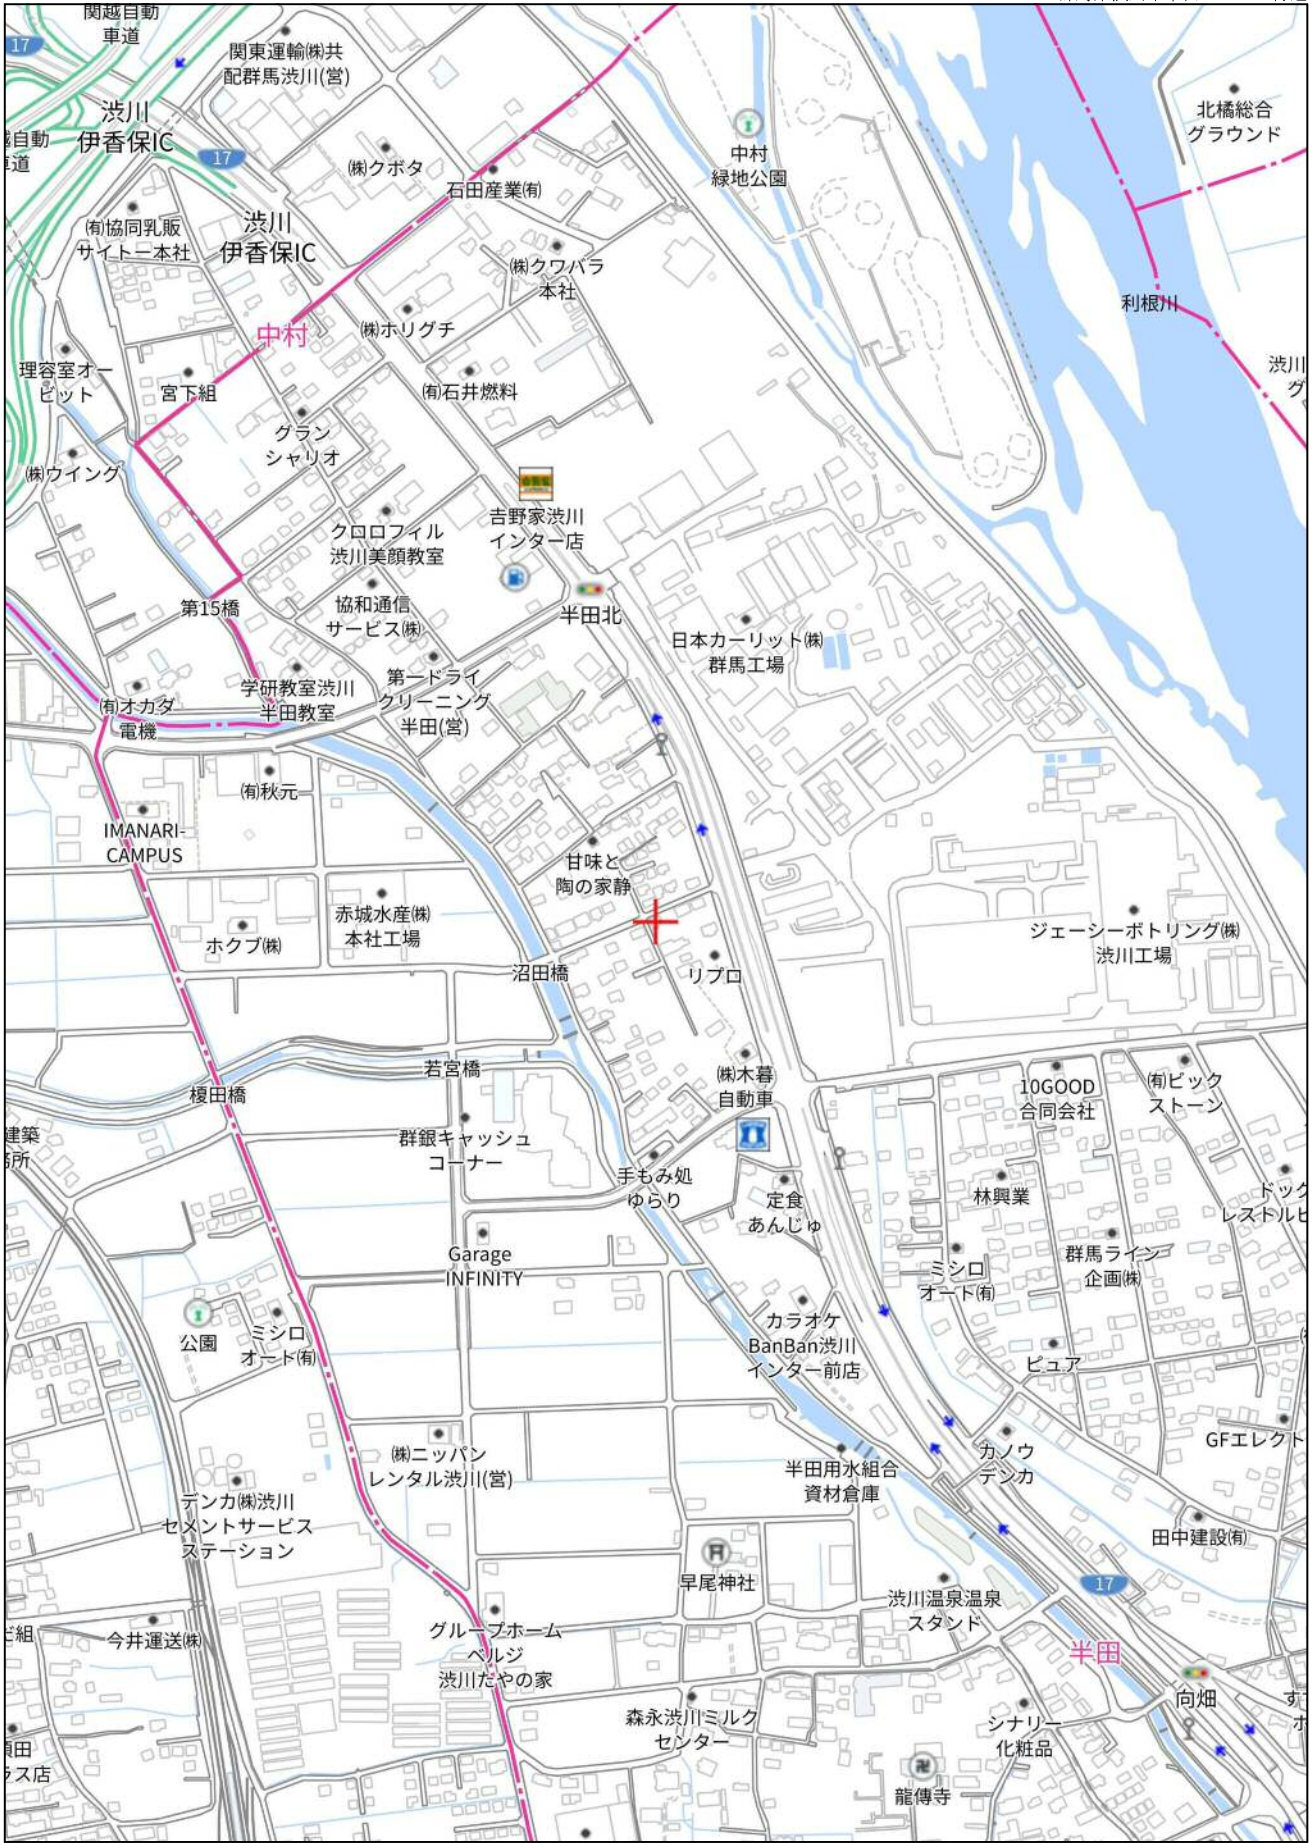 関越自動
車道
17
関東運輸㈱共
配群馬渋川(営)
渋川
伊香保IC
越自動
車道
17
㈱クボタ
石田産業㈲
中村
緑地公園
北橘総合
グラウンド
㈲協同乳販
サイトー本社
渋川
伊香保IC
㈱クワバラ
本社
利根川
中村
㈱ホリグチ
理容室オー
ビット
宮下組
㈲石井燃料
渋川
グ
グラン
シャリオ
㈱ウイング
クロロフィル
渋川美顔教室
吉野家渋川
インター店
第15橋
協和通信
サービス㈱
半田北
日本カーリット㈱
群馬工場
学研教室渋川
半田教室
第一ドライ
クリーニング
半田(営)
㈲オカダ
電機
㈲秋元
IMANARI-
CAMPUS
甘味と
陶の家静
赤城水産㈱
本社工場
ホクブ㈱
ジェーシーボトリング㈱
渋川工場
沼田橋
リプロ
若宮橋
榎田橋
㈱木暮
自動車
10GOOD
合同会社
㈲ビック
ストーン
建築
務所
群銀キャッシュ
コーナー
手もみ処
ゆらり
定食
あんじゅ
林興業
ドック
レストルビ
Garage
INFINITY
ミシロ
オート㈲
群馬ライン
企画㈱
公園
ミシロ
オート㈲
カラオケ
BanBan渋川
インター前店
ピュア
㈱ニッパン
レンタル渋川(営)
半田用水組合
資材倉庫
カノウ
デンカ
GFエレクト
デンカ㈱渋川
セメントサービス
ステーション
田中建設㈲
早尾神社
17
渋川温泉温泉
スタンド
今井運送㈱
グループホーム
ベルジ
渋川だやの家
半田
向畑
森永渋川ミルク
センター
シナリー
化粧品
龍傳寺
ラス店